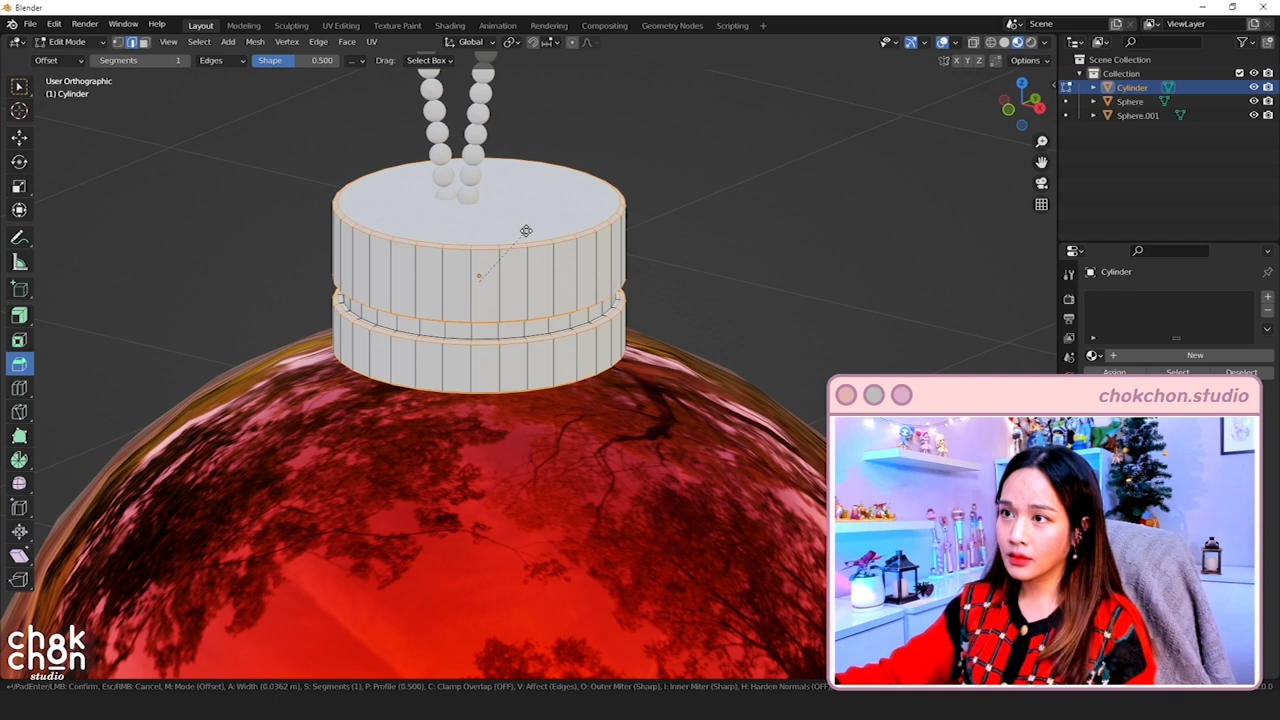 Blender
File Edit Render Window Help Layout Modeling Sculpting UV Editing Texture Paint Shading Animation Rendering Compositing Geometry Nodes Scripting + Scene ViewLayer
Edit Mode View Select Add Mesh Vertex Edge Face UV Global
Offset Segments 1 Edges Shape 0.500 ... Drag: Select Box X Y Z Options
User Orthographic
(1) Cylinder
Z
Y
X
Scene Collection
Collection
Cylinder
Sphere
Sphere.001
Cylinder
New
Assign Select Deselect
chokchon.studio
chokchon
studio
↵/PadEnter/LMB: Confirm, Esc/RMB: Cancel, M: Mode (Offset), A: Width (0.0362 m), S: Segments (1), P: Profile (0.500), C: Clamp Overlap (OFF), V: Affect (Edges), O: Outer Miter (Sharp), I: Inner Miter (Sharp), H: Harden Normals (OFF)